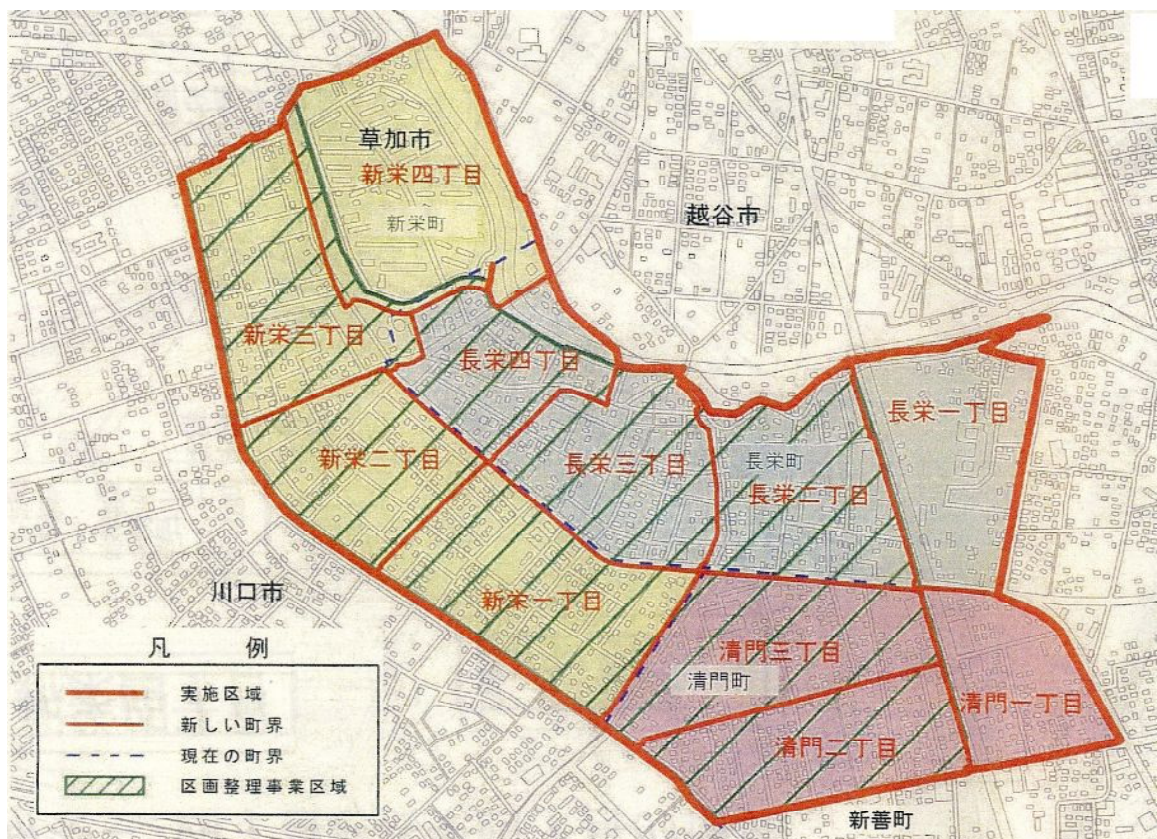 草加市
新栄四丁目
新栄町
越谷市
新栄三丁目
長栄四丁目
長栄一丁目
新栄二丁目
長栄三丁目
長栄町
長栄二丁目
川口市
新栄一丁目
清門三丁目
清門町
清門一丁目
清門二丁目
新善町
凡 例
実施区域
新しい町界
現在の町界
区画整理事業区域